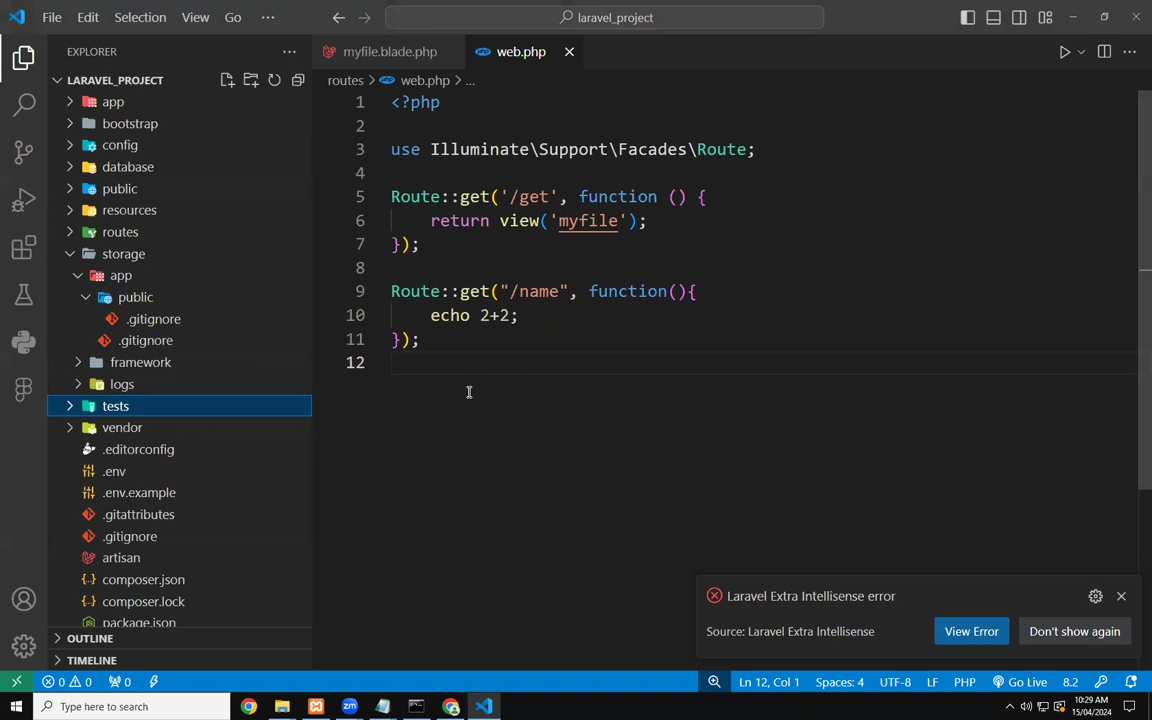 File Edit Selection View Go ··· laravel_project
EXPLORER ···
LARAVEL_PROJECT
app
bootstrap
config
database
public
resources
routes
storage
app
public
.gitignore
.gitignore
framework
logs
tests
vendor
.editorconfig
.env
.env.example
.gitattributes
.gitignore
artisan
composer.json
composer.lock
package.json
OUTLINE
TIMELINE
myfile.blade.php web.php
routes > web.php > ...
1 <?php
2
3 use Illuminate\Support\Facades\Route;
4
5 Route::get('/get', function () {
6 return view('myfile');
7 });
8
9 Route::get("/name", function(){
10 echo 2+2;
11 });
12
Laravel Extra Intellisense error
Source: Laravel Extra Intellisense View Error Don't show again
0 0 0 Ln 12, Col 1 Spaces: 4 UTF-8 LF PHP Go Live 8.2
Type here to search zm 10:29 AM
15/04/2024